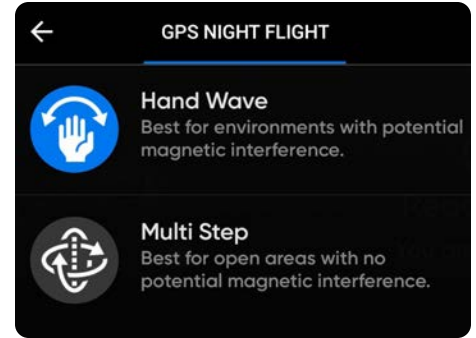 GPS NIGHT FLIGHT
Hand Wave
Best for environments with potential
magnetic interference.
Multi Step
Best for open areas with no
potential magnetic interference.